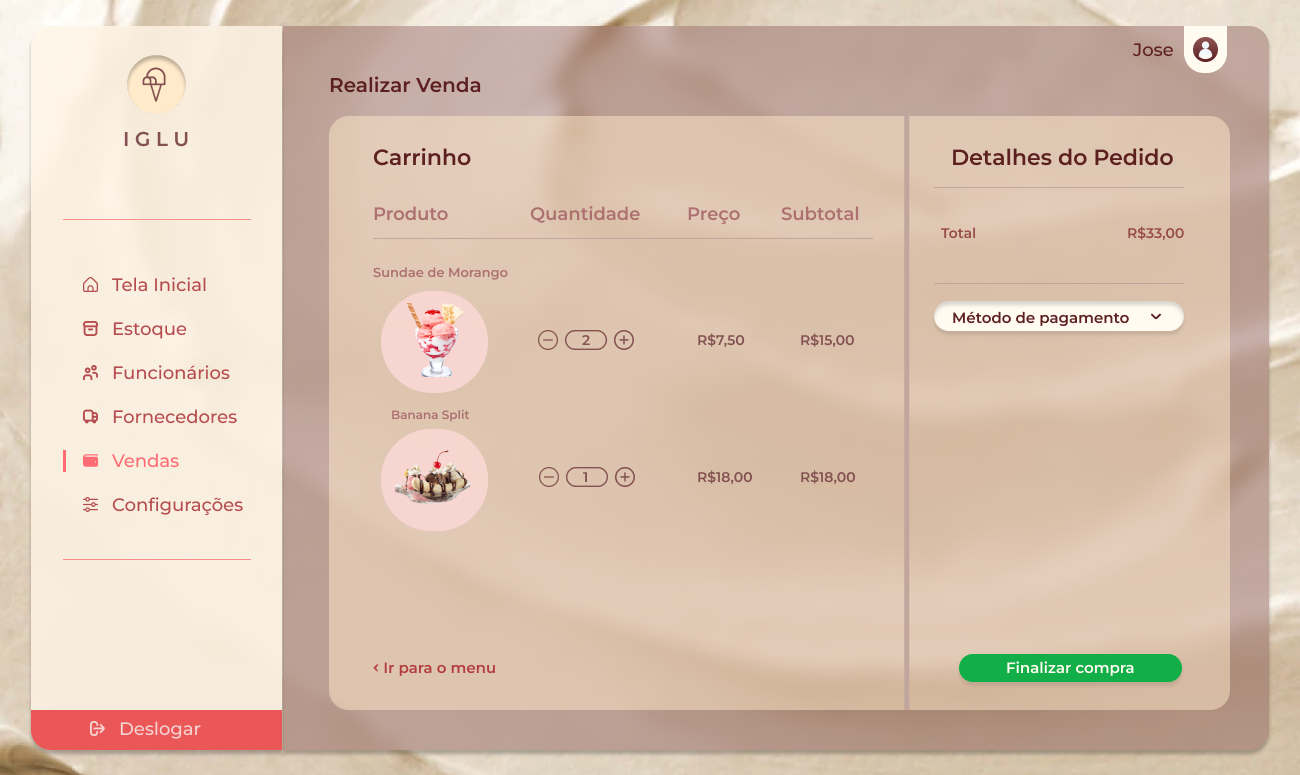 IGLU
Tela Inicial
Estoque
Funcionários
Fornecedores
Vendas
Configurações
Deslogar
Jose
Realizar Venda
Carrinho
Produto Quantidade Preço Subtotal
Sundae de Morango
2 R$7,50 R$15,00
Banana Split
1 R$18,00 R$18,00
‹ Ir para o menu
Detalhes do Pedido
Total R$33,00
Método de pagamento
Finalizar compra